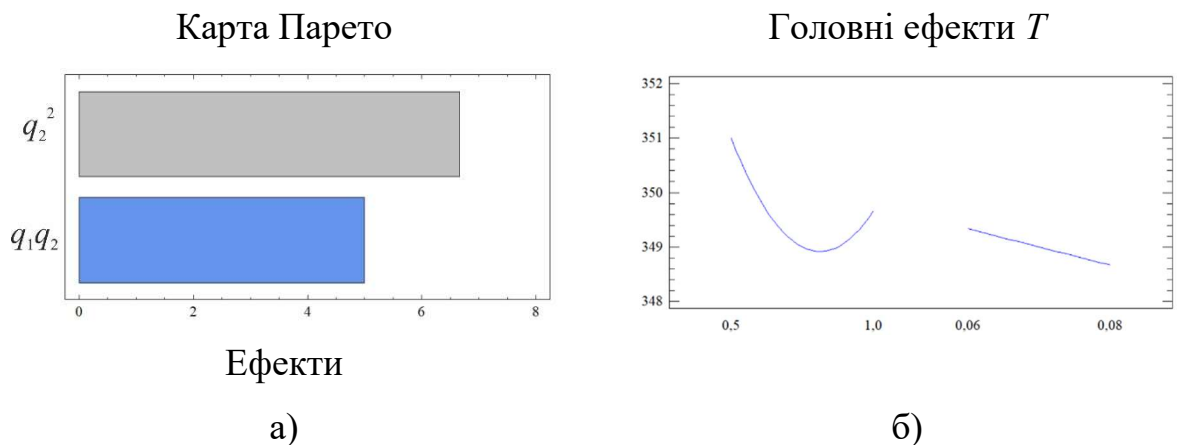 Карта Парето
q₂²
q₁q₂
0 2 4 6 8
Ефекти
а)
Головні ефекти T
352
351
350
349
348
0,5 1,0 0,06 0,08
б)